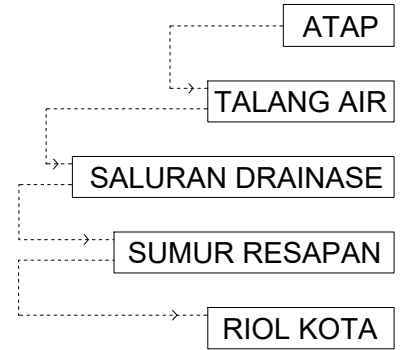 ATAP
TALANG AIR
SALURAN DRAINASE
SUMUR RESAPAN
RIOL KOTA